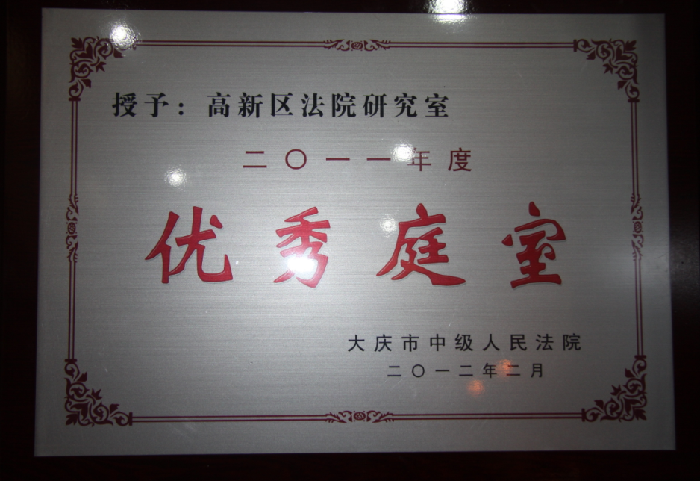 授予：高新区法院研究室
二〇一一年度
优秀庭室
大庆市中级人民法院
二〇一二年二月